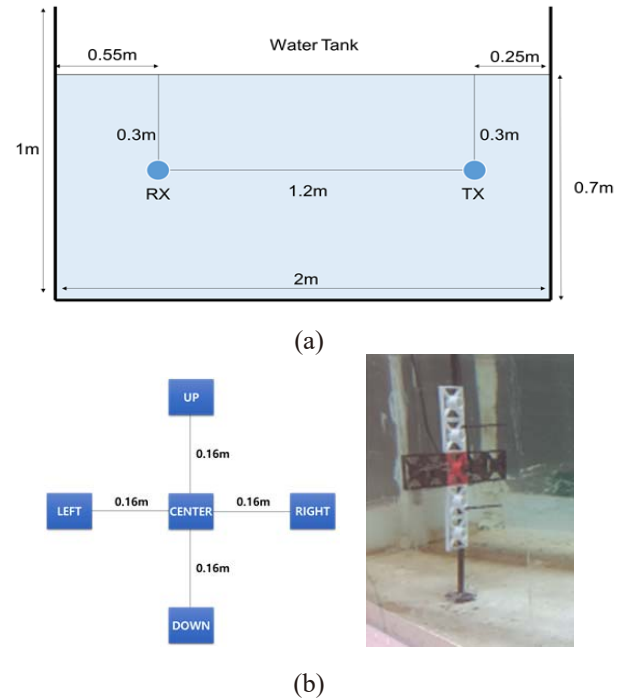 Water Tank
0.55m
0.25m
0.3m
0.3m
1m
RX
1.2m
TX
0.7m
2m
(a)
UP
0.16m
LEFT
0.16m
CENTER
0.16m
RIGHT
0.16m
DOWN
(b)